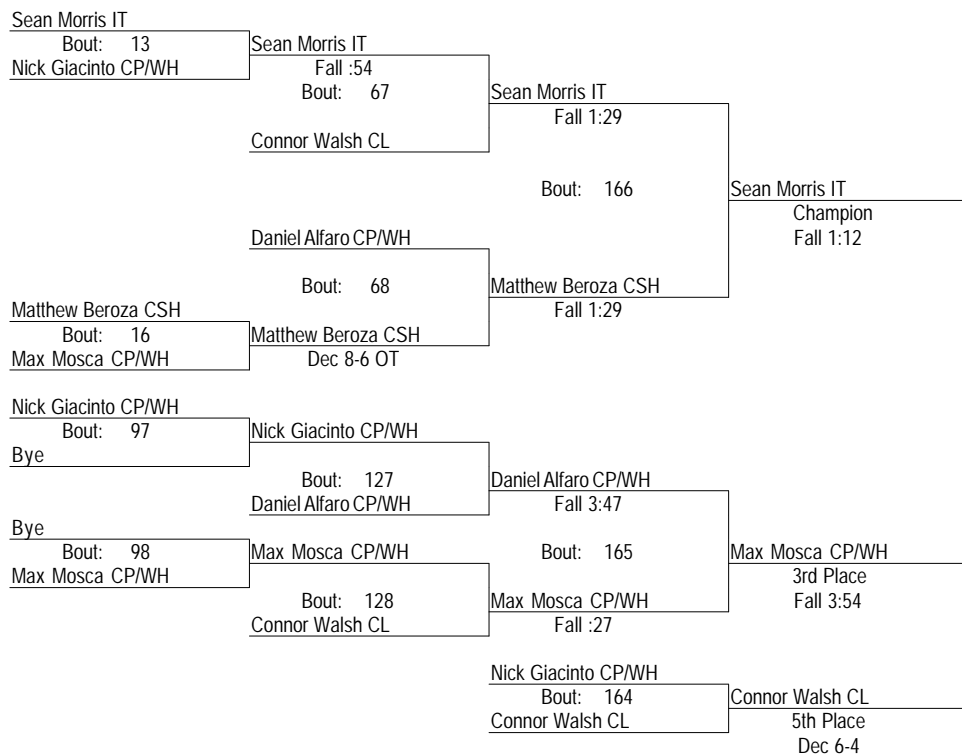 Sean Morris IT
Bout: 13
Nick Giacinto CP/WH
Sean Morris IT
Fall :54
Bout: 67
Connor Walsh CL
Sean Morris IT
Fall 1:29
Bout: 166
Sean Morris IT
Champion
Fall 1:12
Daniel Alfaro CP/WH
Bout: 68
Matthew Beroza CSH
Fall 1:29
Matthew Beroza CSH
Bout: 16
Max Mosca CP/WH
Matthew Beroza CSH
Dec 8-6 OT
Nick Giacinto CP/WH
Bout: 97
Bye
Nick Giacinto CP/WH
Bout: 127
Daniel Alfaro CP/WH
Daniel Alfaro CP/WH
Fall 3:47
Bye
Bout: 98
Max Mosca CP/WH
Max Mosca CP/WH
Bout: 128
Connor Walsh CL
Bout: 165
Max Mosca CP/WH
Fall :27
Max Mosca CP/WH
3rd Place
Fall 3:54
Nick Giacinto CP/WH
Bout: 164
Connor Walsh CL
Connor Walsh CL
5th Place
Dec 6-4